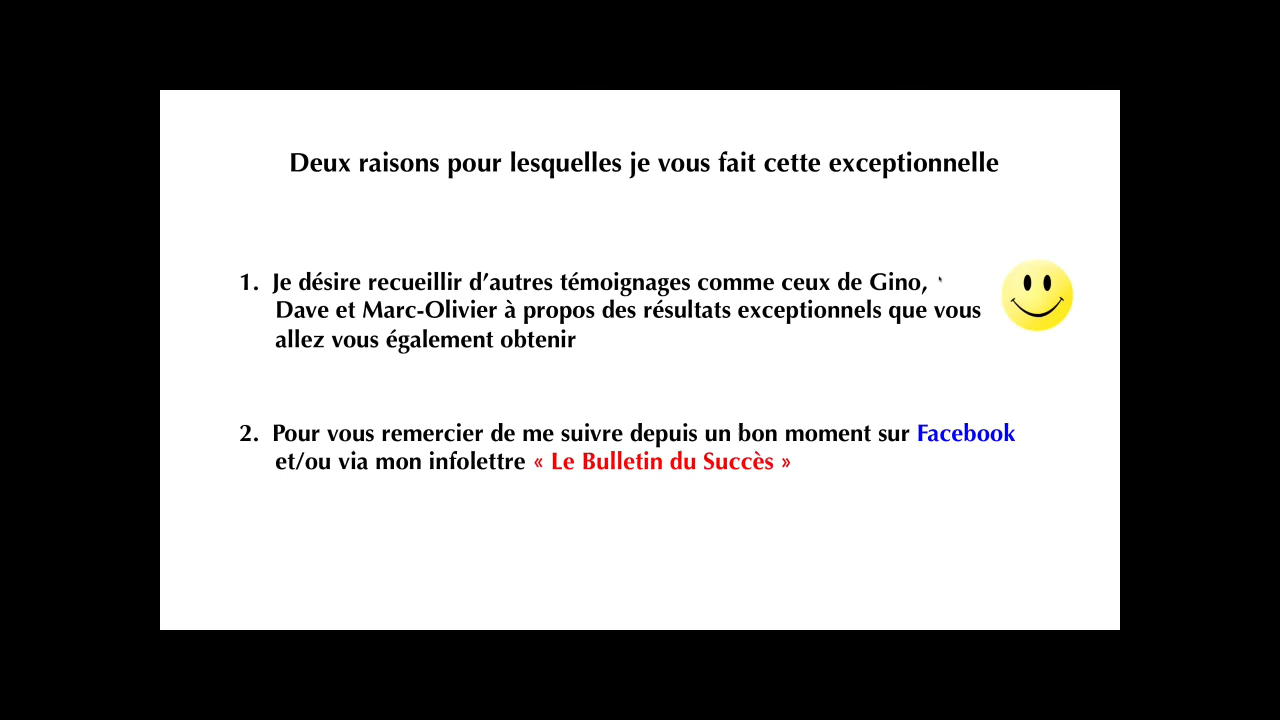 Deux raisons pour lesquelles je vous fait cette exceptionnelle
1. Je désire recueillir d’autres témoignages comme ceux de Gino,
Dave et Marc-Olivier à propos des résultats exceptionnels que vous
allez vous également obtenir
2. Pour vous remercier de me suivre depuis un bon moment sur Facebook
et/ou via mon infolettre « Le Bulletin du Succès »